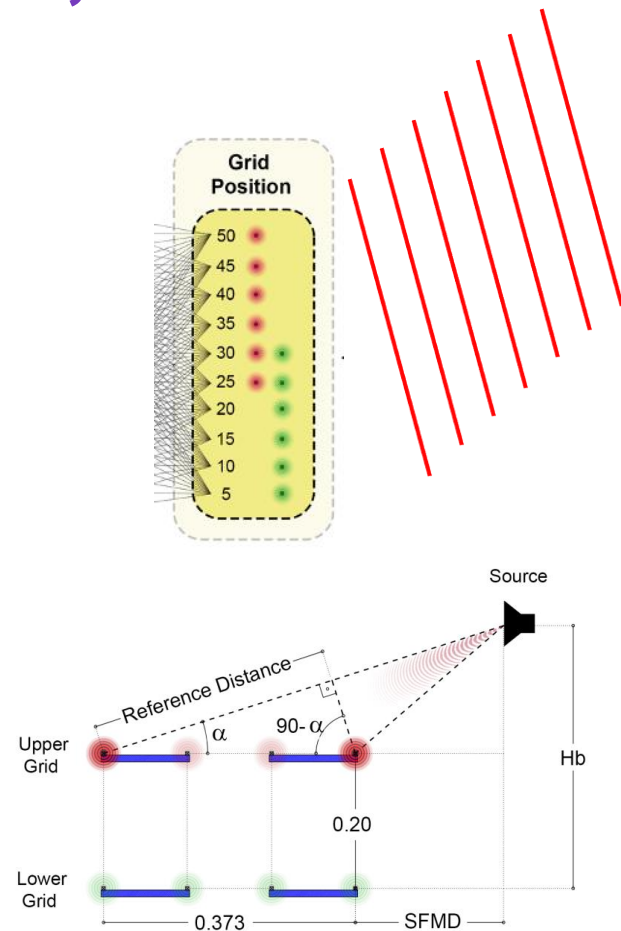 Grid
Position
50
45
40
35
30
25
20
15
10
5
Source
Reference Distance
α
90-α
Upper
Grid
Hb
0.20
Lower
Grid
0.373
SFMD